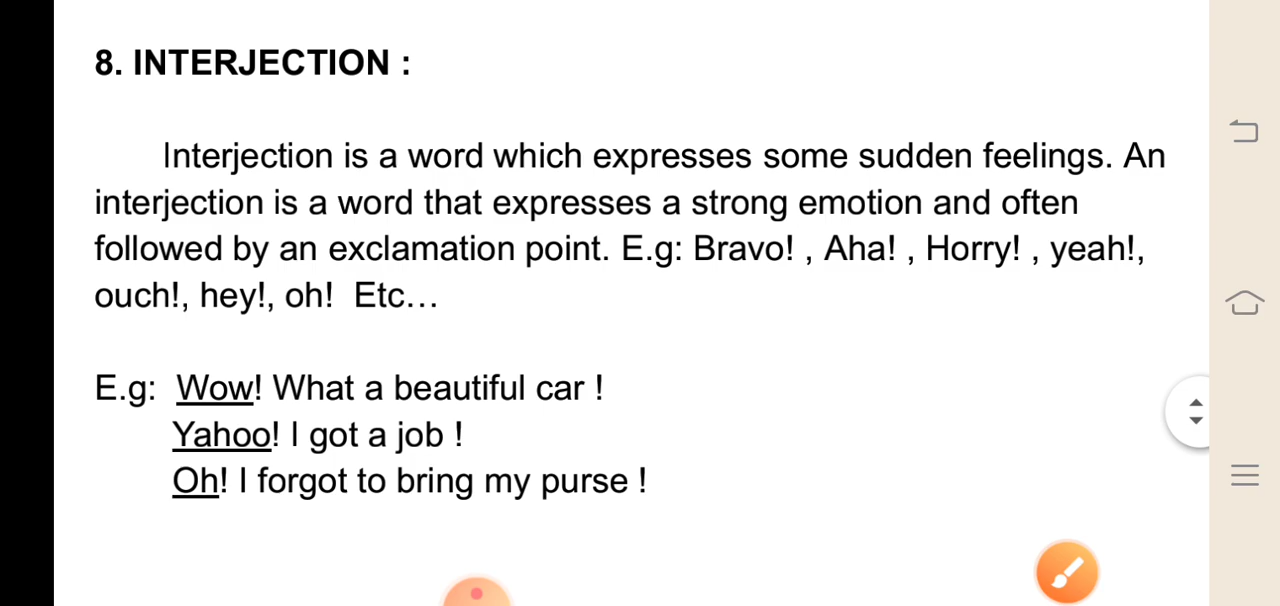 8. INTERJECTION :
Interjection is a word which expresses some sudden feelings. An
interjection is a word that expresses a strong emotion and often
followed by an exclamation point. E.g: Bravo! , Aha! , Horry! , yeah!,
ouch!, hey!, oh!  Etc...
E.g:  Wow! What a beautiful car !
Yahoo! I got a job !
Oh! I forgot to bring my purse !